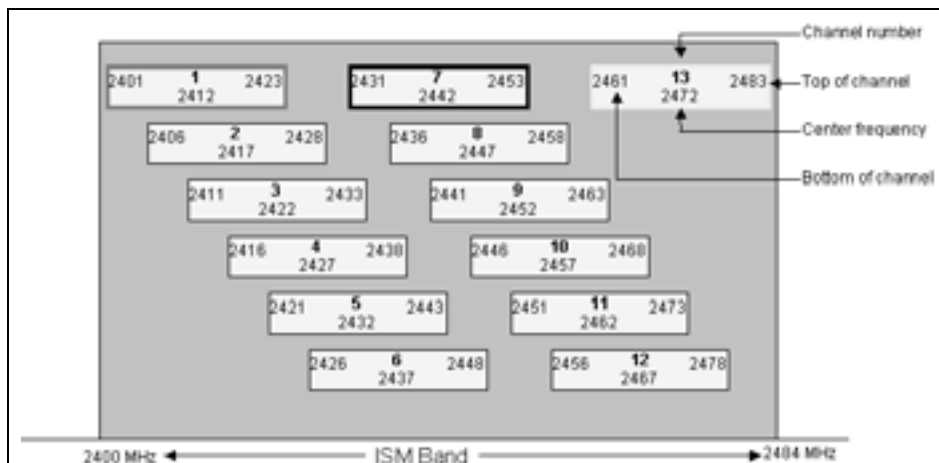 Channel number
2401 1 2423 2431 7 2453 2461 13 2483
Top of channel
2412 2442 2472
2406 2 2428 2436 8 2458
Center frequency
2417 2447
Bottom of channel
2411 3 2433 2441 9 2463
2422 2452
2416 4 2438 2446 10 2468
2427 2457
2421 5 2443 2451 11 2473
2432 2462
2426 6 2448 2456 12 2478
2437 2467
2400 MHz ISM Band 2484 MHz